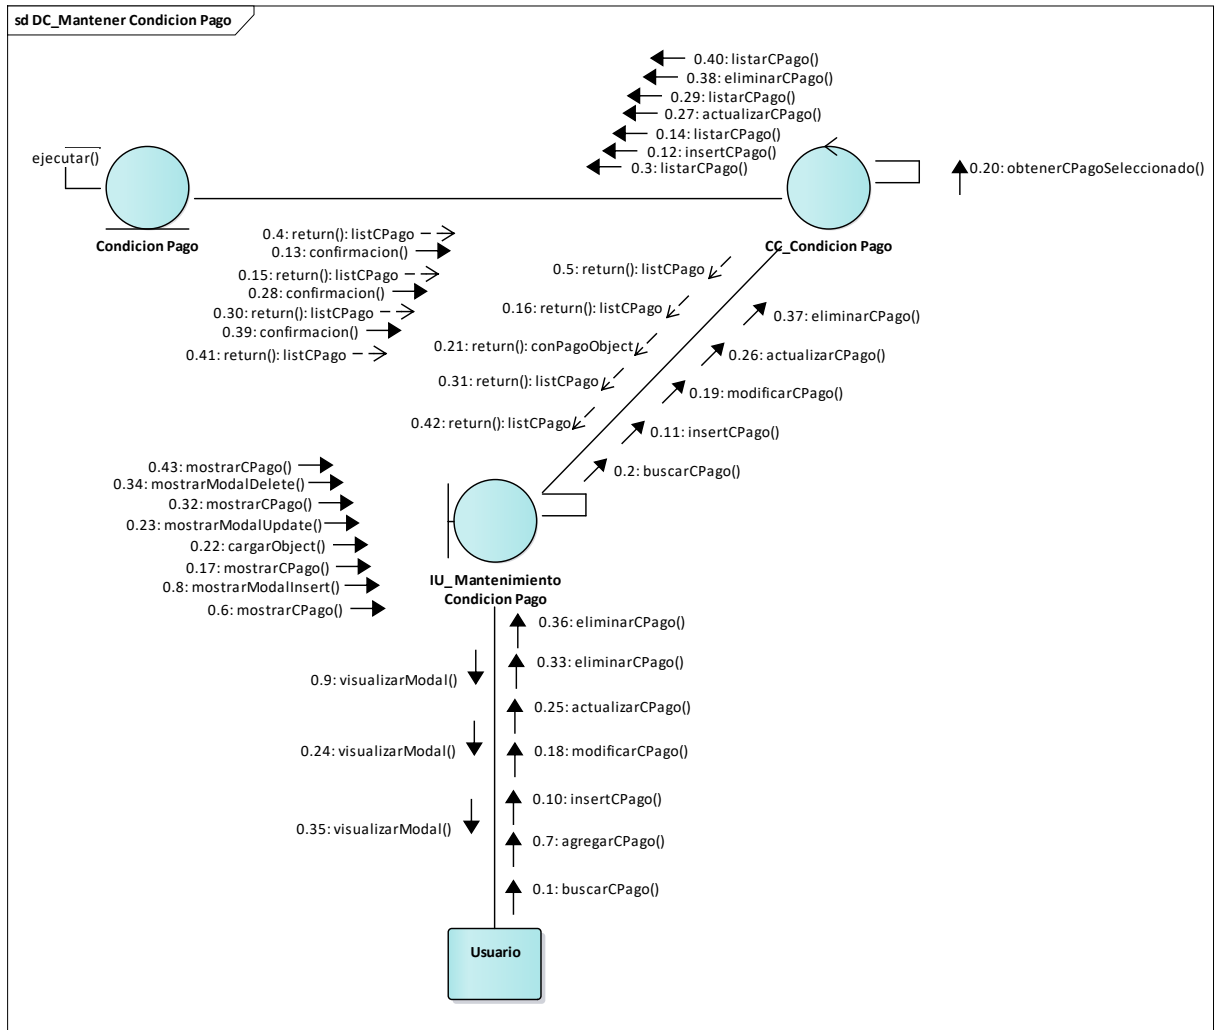 sd DC_Mantener Condicion Pago
0.40: listarCPago()
0.38: eliminarCPago()
0.29: listarCPago()
0.27: actualizarCPago()
0.14: listarCPago()
0.12: insertCPago()
0.3: listarCPago()
ejecutar()
0.20: obtenerCPagoSeleccionado()
Condicion Pago
CC_Condicion Pago
0.4: return(): listCPago
0.13: confirmacion()
0.15: return(): listCPago
0.28: confirmacion()
0.30: return(): listCPago
0.39: confirmacion()
0.41: return(): listCPago
0.5: return(): listCPago
0.16: return(): listCPago
0.21: return(): conPagoObject
0.31: return(): listCPago
0.42: return(): listCPago
0.37: eliminarCPago()
0.26: actualizarCPago()
0.19: modificarCPago()
0.11: insertCPago()
0.2: buscarCPago()
0.43: mostrarCPago()
0.34: mostrarModalDelete()
0.32: mostrarCPago()
0.23: mostrarModalUpdate()
0.22: cargarObject()
0.17: mostrarCPago()
0.8: mostrarModalInsert()
0.6: mostrarCPago()
IU_Mantenimiento
Condicion Pago
0.36: eliminarCPago()
0.33: eliminarCPago()
0.9: visualizarModal()
0.25: actualizarCPago()
0.24: visualizarModal()
0.18: modificarCPago()
0.10: insertCPago()
0.35: visualizarModal()
0.7: agregarCPago()
0.1: buscarCPago()
Usuario